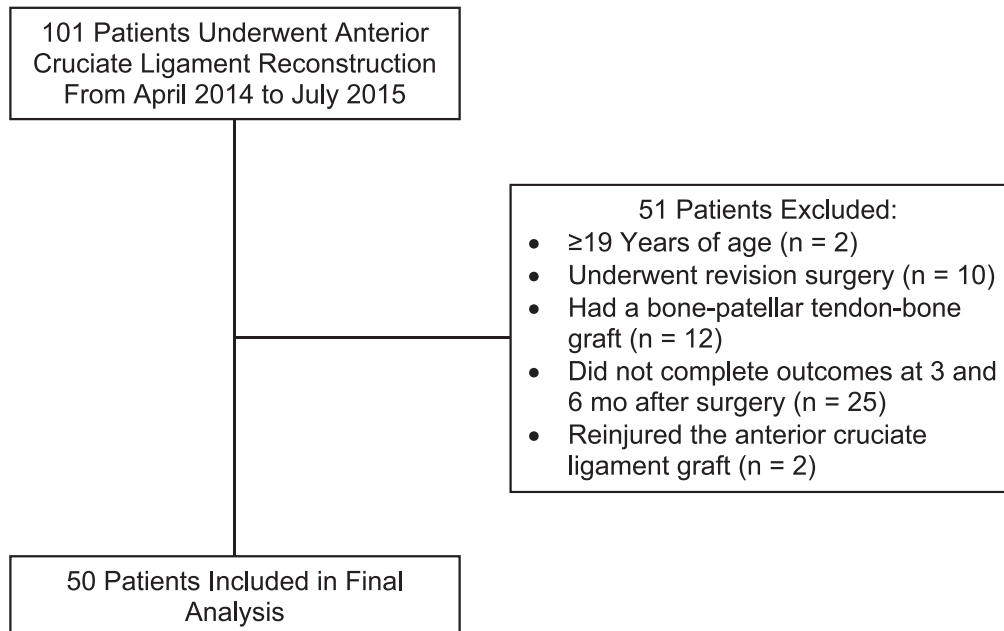 101 Patients Underwent Anterior
Cruciate Ligament Reconstruction
From April 2014 to July 2015
51 Patients Excluded:
• ≥19 Years of age (n = 2)
• Underwent revision surgery (n = 10)
• Had a bone-patellar tendon-bone
graft (n = 12)
• Did not complete outcomes at 3 and
6 mo after surgery (n = 25)
• Reinjured the anterior cruciate
ligament graft (n = 2)
50 Patients Included in Final
Analysis